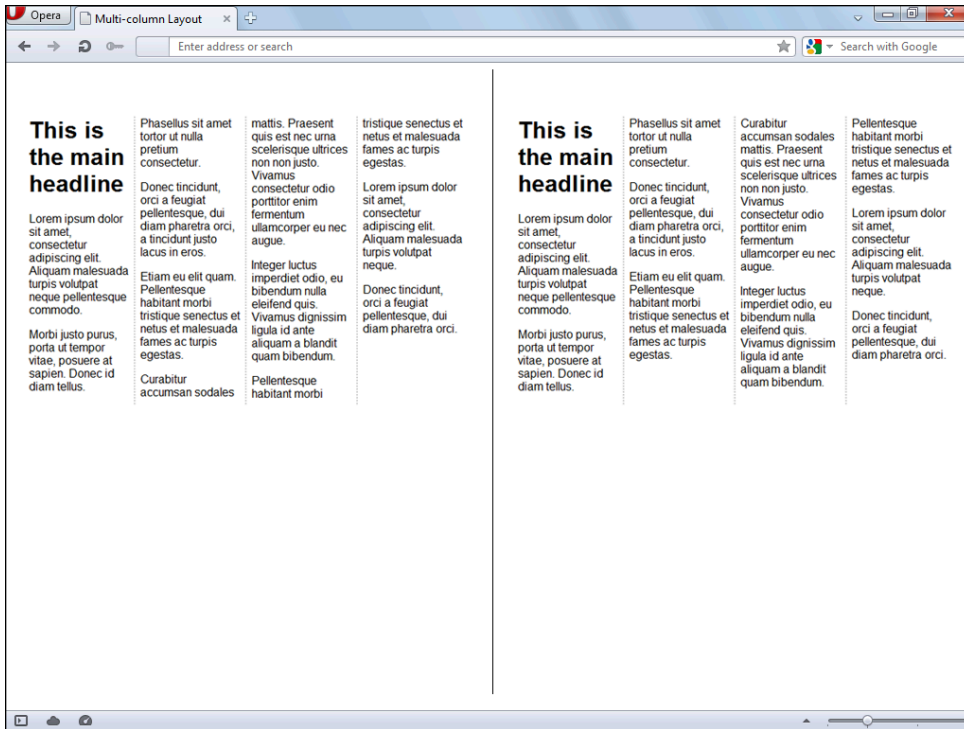 Opera
Multi-column Layout
Enter address or search
Search with Google
This is
the main
headline
Lorem ipsum dolor
sit amet,
consectetur
adipiscing elit.
Aliquam malesuada
turpis volutpat
neque pellentesque
commodo.
Morbi justo purus,
porta ut tempor
vitae, posuere at
sapien. Donec id
diam tellus.
Phasellus sit amet
tortor ut nulla
pretium
consectetur.
Donec tincidunt,
orci a feugiat
pellentesque, dui
diam pharetra orci,
a tincidunt justo
lacus in eros.
Etiam eu elit quam.
Pellentesque
habitant morbi
tristique senectus et
netus et malesuada
fames ac turpis
egestas.
Curabitur
accumsan sodales
mattis. Praesent
quis est nec urna
scelerisque ultrices
non non justo.
Vivamus
consectetur odio
porttitor enim
fermentum
ullamcorper eu nec
augue.
Integer luctus
imperdiet odio, eu
bibendum nulla
eleifend quis.
Vivamus dignissim
ligula id ante
aliquam a blandit
quam bibendum.
Pellentesque
habitant morbi
tristique senectus et
netus et malesuada
fames ac turpis
egestas.
Lorem ipsum dolor
sit amet,
consectetur
adipiscing elit.
Aliquam malesuada
turpis volutpat
neque.
Donec tincidunt,
orci a feugiat
pellentesque, dui
diam pharetra orci.
This is
the main
headline
Lorem ipsum dolor
sit amet,
consectetur
adipiscing elit.
Aliquam malesuada
turpis volutpat
neque pellentesque
commodo.
Morbi justo purus,
porta ut tempor
vitae, posuere at
sapien. Donec id
diam tellus.
Phasellus sit amet
tortor ut nulla
pretium
consectetur.
Donec tincidunt,
orci a feugiat
pellentesque, dui
diam pharetra orci,
a tincidunt justo
lacus in eros.
Etiam eu elit quam.
Pellentesque
habitant morbi
tristique senectus et
netus et malesuada
fames ac turpis
egestas.
Curabitur
accumsan sodales
mattis. Praesent
quis est nec urna
scelerisque ultrices
non non justo.
Vivamus
consectetur odio
porttitor enim
fermentum
ullamcorper eu nec
augue.
Integer luctus
imperdiet odio, eu
bibendum nulla
eleifend quis.
Vivamus dignissim
ligula id ante
aliquam a blandit
quam bibendum.
Pellentesque
habitant morbi
tristique senectus et
netus et malesuada
fames ac turpis
egestas.
Lorem ipsum dolor
sit amet,
consectetur
adipiscing elit.
Aliquam malesuada
turpis volutpat
neque.
Donec tincidunt,
orci a feugiat
pellentesque, dui
diam pharetra orci.